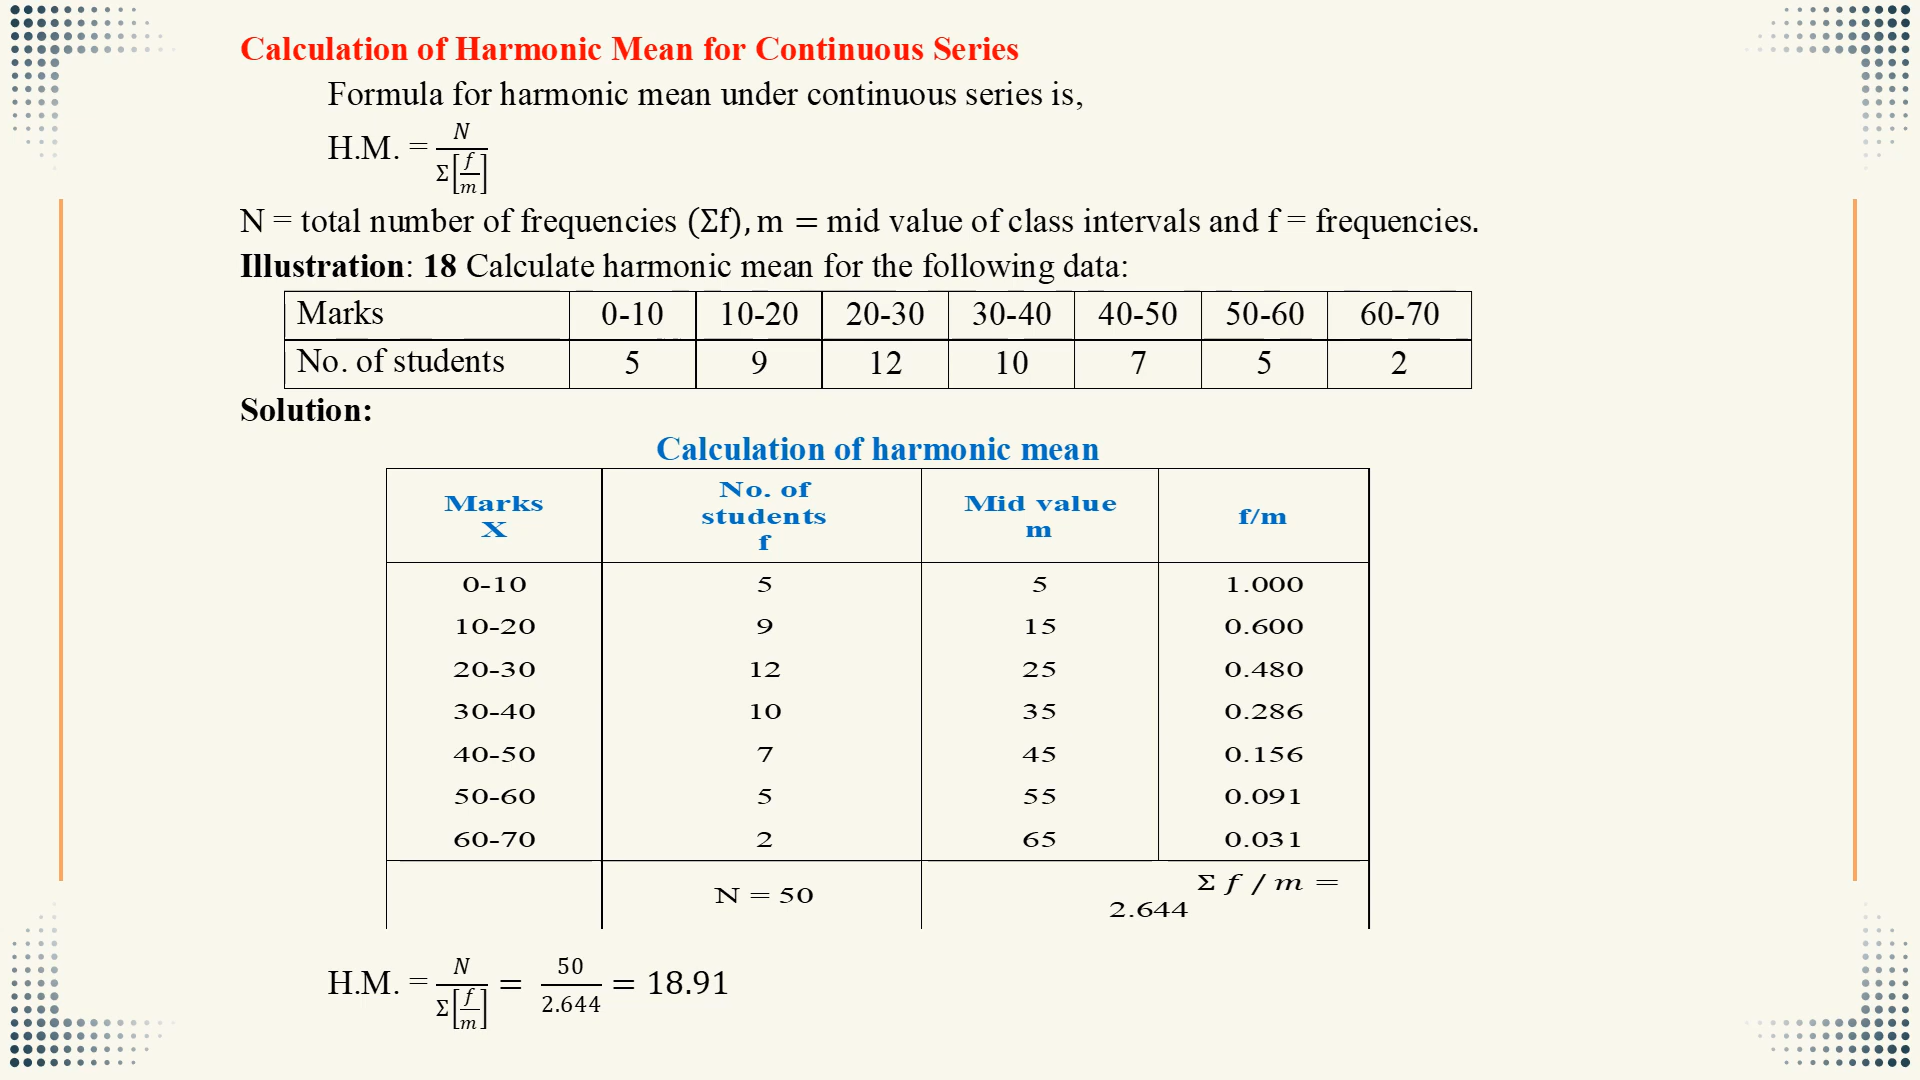 Calculation of Harmonic Mean for Continuous Series
Formula for harmonic mean under continuous series is,
H.M. = N / Σ[f/m]
N = total number of frequencies (Σf), m = mid value of class intervals and f = frequencies.
Illustration: 18 Calculate harmonic mean for the following data:
Marks 0-10 10-20 20-30 30-40 40-50 50-60 60-70
No. of students 5 9 12 10 7 5 2
Solution:
Calculation of harmonic mean
Marks X No. of students f Mid value m f/m
0-10 5 5 1.000
10-20 9 15 0.600
20-30 12 25 0.480
30-40 10 35 0.286
40-50 7 45 0.156
50-60 5 55 0.091
60-70 2 65 0.031
N = 50 Σ f / m = 2.644
H.M. = N / Σ[f/m] = 50 / 2.644 = 18.91